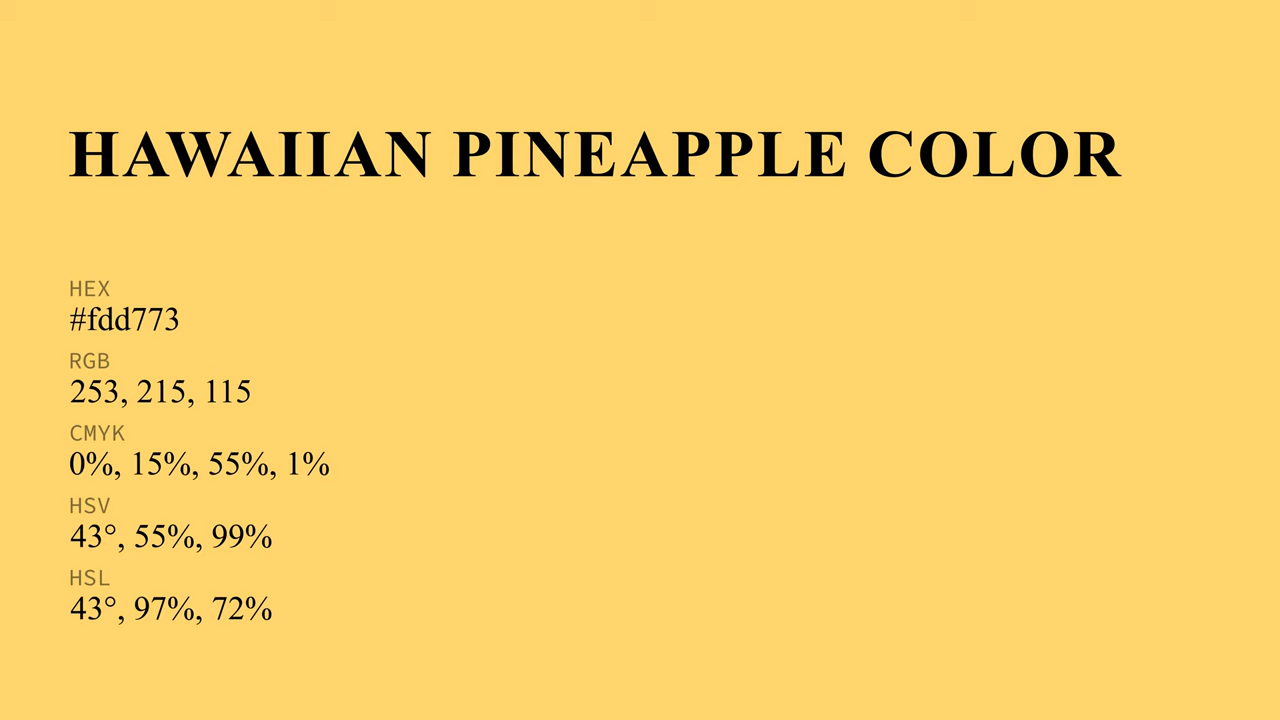 HAWAIIAN PINEAPPLE COLOR
HEX
#fdd773
RGB
253, 215, 115
CMYK
0%, 15%, 55%, 1%
HSV
43°, 55%, 99%
HSL
43°, 97%, 72%